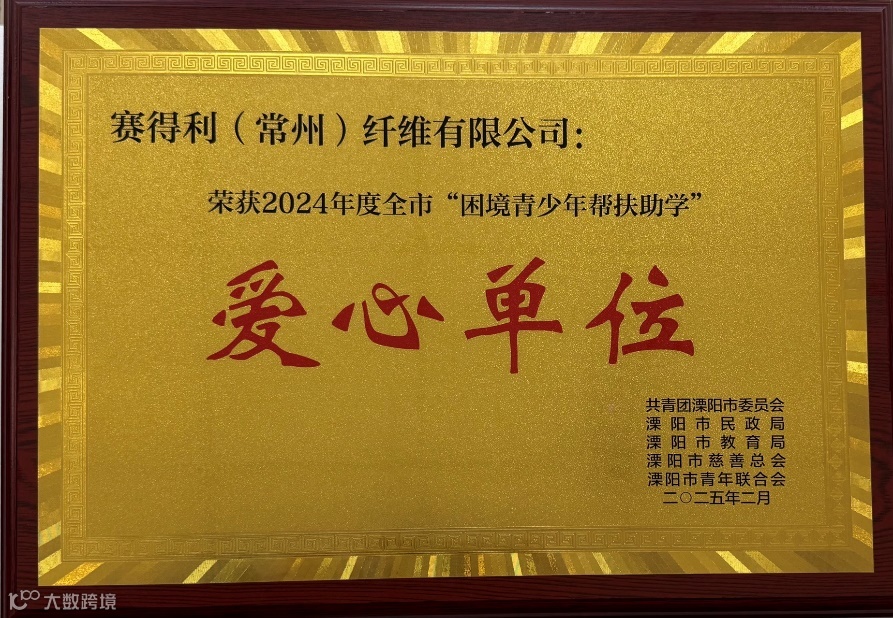 赛得利（常州）纤维有限公司：
荣获2024年度全市“困境青少年帮扶助学”
爱心单位
共青团溧阳市委员会
溧阳市民政局
溧阳市教育局
溧阳市慈善总会
溧阳市青年联合会
二〇二五年二月
大数跨境